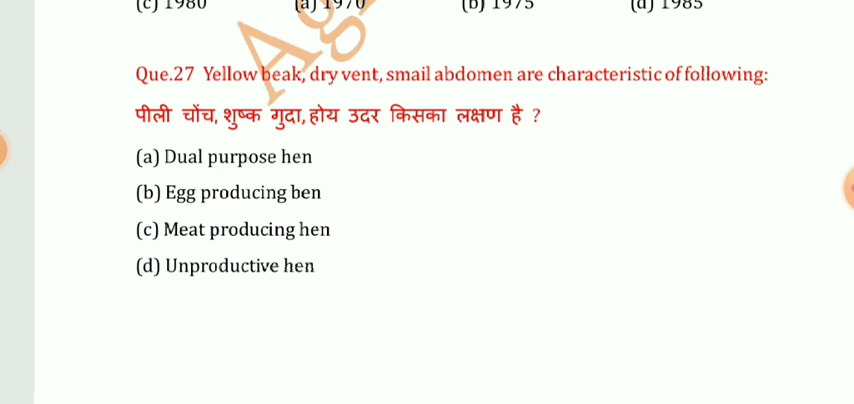 (c) 1980 (a) 1970 (b) 1975 (d) 1985
Ag
Que.27 Yellow beak, dry vent, smail abdomen are characteristic of following:
पीली चोंच, शुष्क गुदा, होय उदर किसका लक्षण है ?
(a) Dual purpose hen
(b) Egg producing ben
(c) Meat producing hen
(d) Unproductive hen